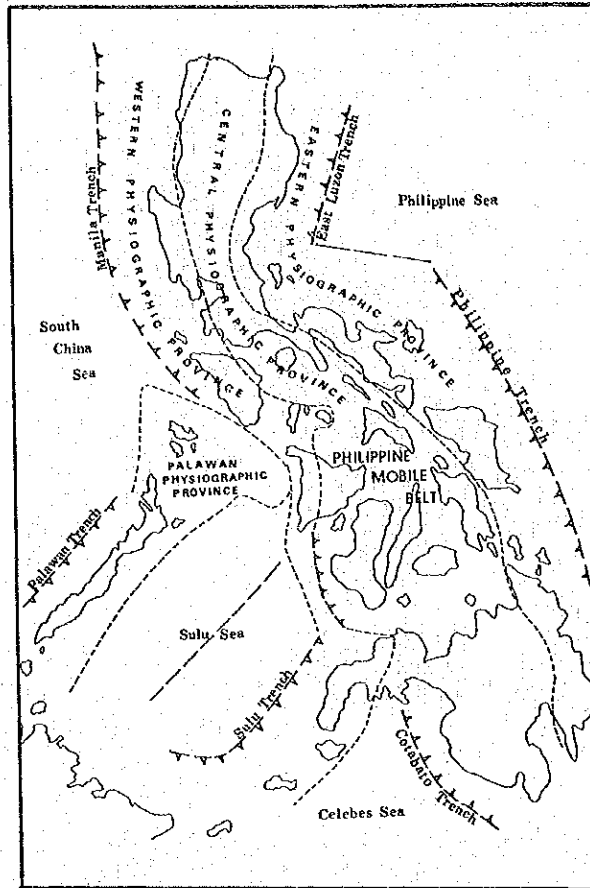 WESTERN PHYSIOGRAPHIC PROVINCE
CENTRAL PHYSIOGRAPHIC PROVINCE
EASTERN PHYSIOGRAPHIC PROVINCE
Manila Trench
East Luzon Trench
Philippine Sea
Philippine Trench
South
China
Sea
PALAWAN
PHYSIOGRAPHIC
PROVINCE
PHILIPPINE
MOBILE
BELT
Palawan Trench
Sulu Sea
Sulu Trench
Cotabato Trench
Celebes Sea